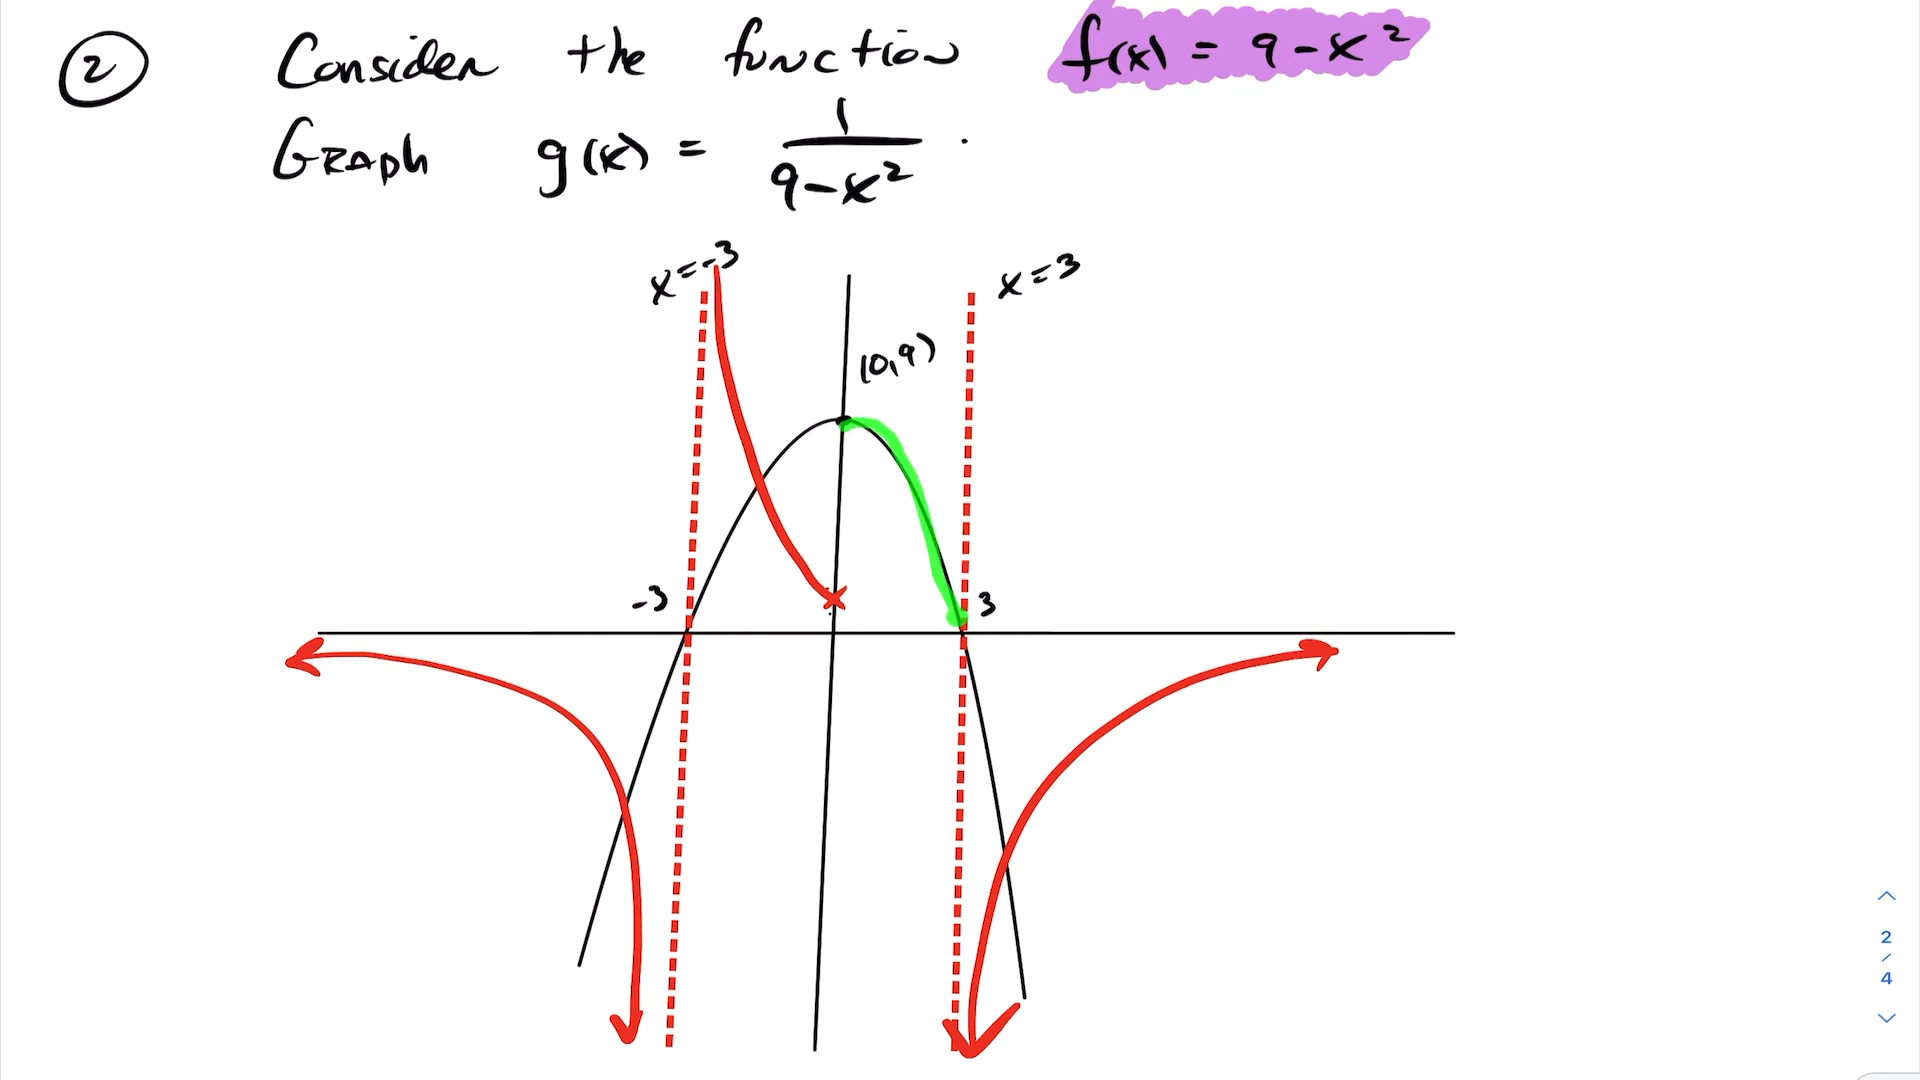 2 Consider the function f(x) = 9-x²
Graph g(x) = 1/(9-x²) .
x=-3
x=3
(0,9)
-3
3
2
/
4